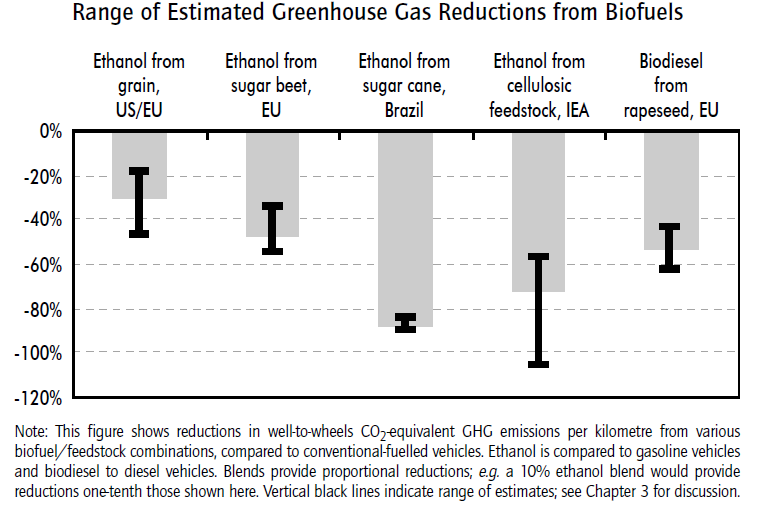 Range of Estimated Greenhouse Gas Reductions from Biofuels
Ethanol from
grain,
US/EU
Ethanol from
sugar beet,
EU
Ethanol from
sugar cane,
Brazil
Ethanol from
cellulosic
feedstock, IEA
Biodiesel
from
rapeseed, EU
0%
-20%
-40%
-60%
-80%
-100%
-120%
Note: This figure shows reductions in well-to-wheels CO2-equivalent GHG emissions per kilometre from various
biofuel/feedstock combinations, compared to conventional-fuelled vehicles. Ethanol is compared to gasoline vehicles
and biodiesel to diesel vehicles. Blends provide proportional reductions; e.g. a 10% ethanol blend would provide
reductions one-tenth those shown here. Vertical black lines indicate range of estimates; see Chapter 3 for discussion.